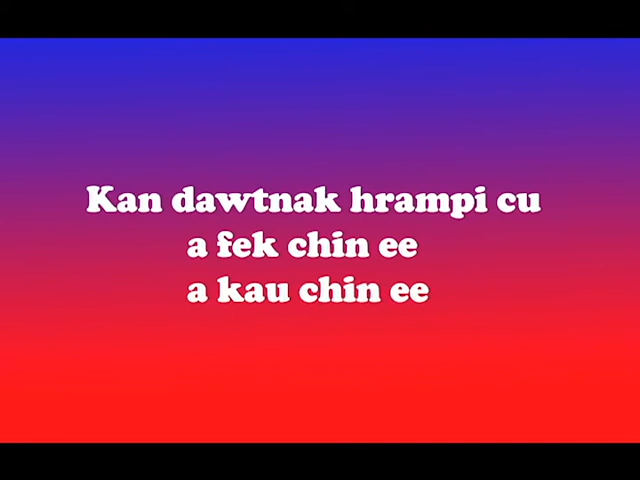 Kan dawtnak hrampi cu
a fek chin ee
a kau chin ee